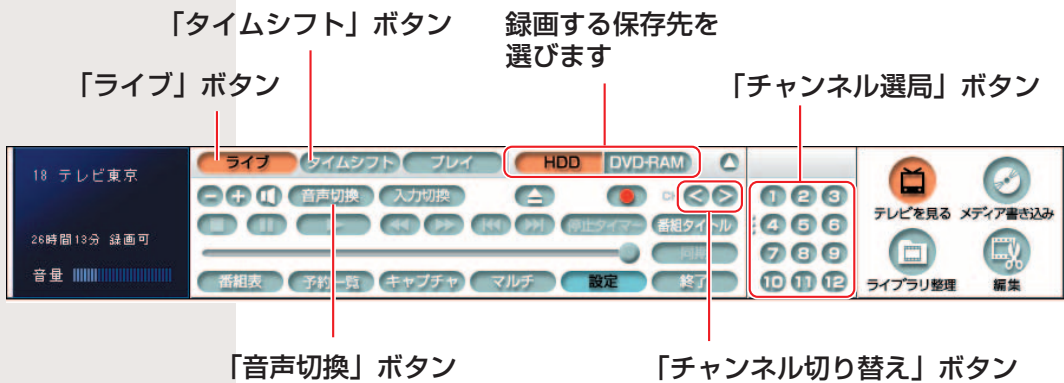 「タイムシフト」ボタン
録画する保存先を
選びます
「ライブ」ボタン
「チャンネル選局」ボタン
18 テレビ東京
26時間13分 録画可
音量
ライブ タイムシフト プレイ HDD DVD-RAM
音声切換 入力切換
停止タイマー 番組タイトル
番組表 予約一覧 キャプチャ マルチ 設定 終了
1 2 3
4 5 6
7 8 9
10 11 12
テレビを見る メディア書き込み
ライブラリ整理 編集
「音声切換」ボタン
「チャンネル切り替え」ボタン